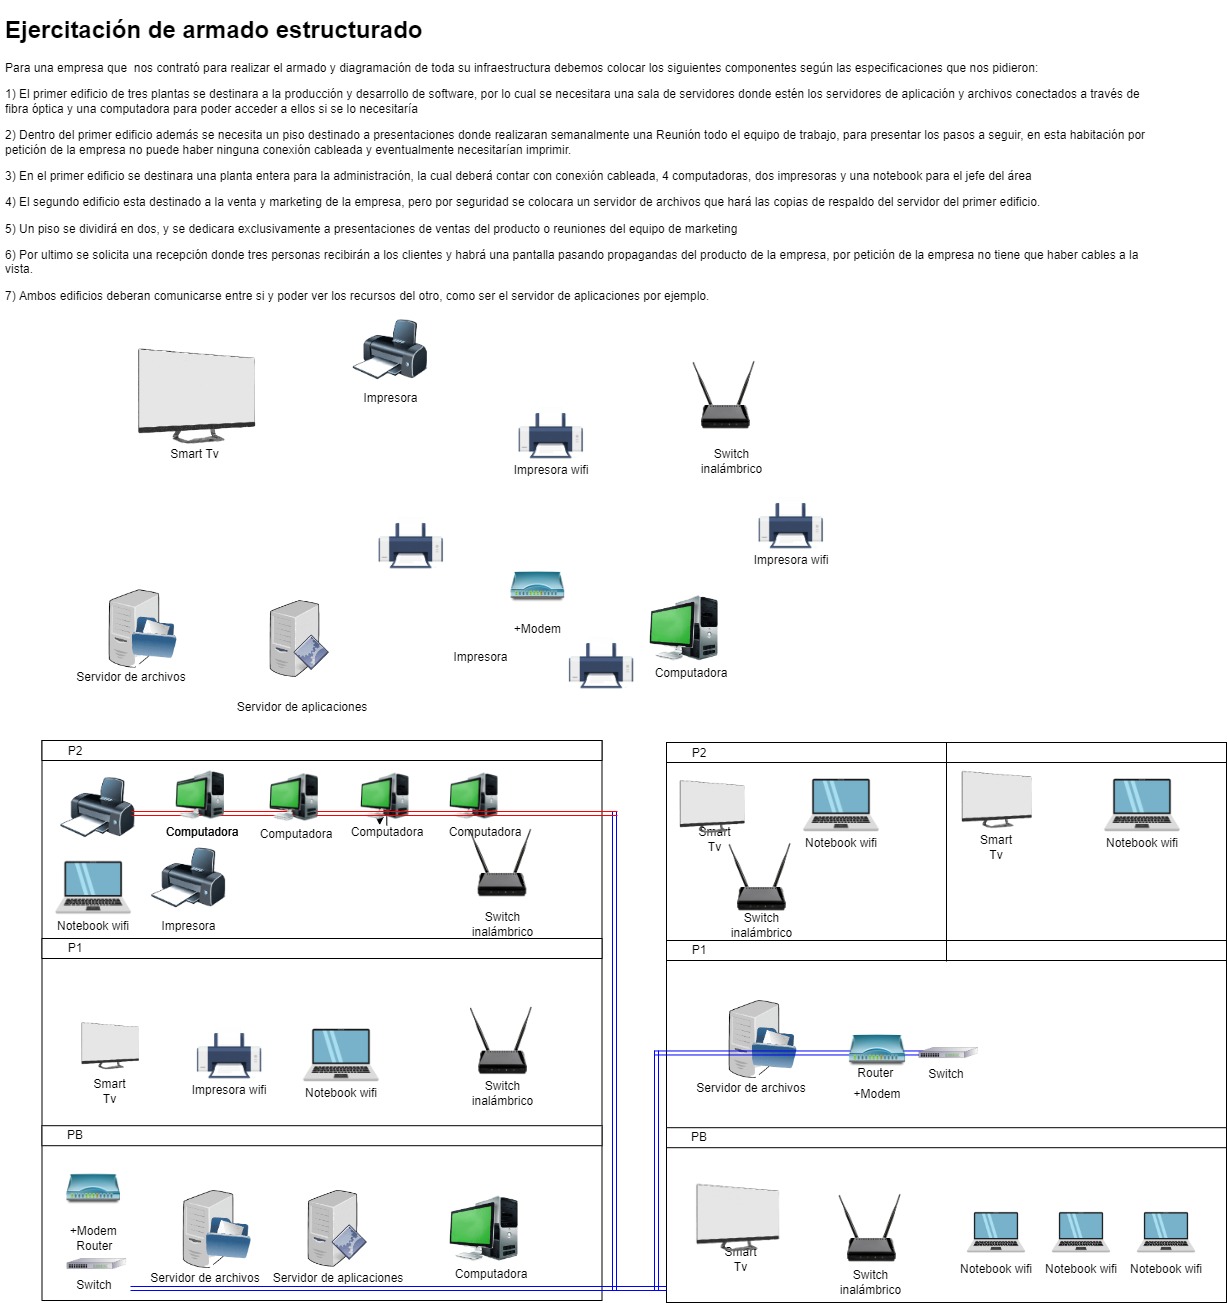 Ejercitación de armado estructurado
Para una empresa que  nos contrató para realizar el armado y diagramación de toda su infraestructura debemos colocar los siguientes componentes según las especificaciones que nos pidieron:
1) El primer edificio de tres plantas se destinara a la producción y desarrollo de software, por lo cual se necesitara una sala de servidores donde estén los servidores de aplicación y archivos conectados a través de
fibra óptica y una computadora para poder acceder a ellos si se lo necesitaría
2) Dentro del primer edificio además se necesita un piso destinado a presentaciones donde realizaran semanalmente una Reunión todo el equipo de trabajo, para presentar los pasos a seguir, en esta habitación por
petición de la empresa no puede haber ninguna conexión cableada y eventualmente necesitarían imprimir.
3) En el primer edificio se destinara una planta entera para la administración, la cual deberá contar con conexión cableada, 4 computadoras, dos impresoras y una notebook para el jefe del área
4) El segundo edificio esta destinado a la venta y marketing de la empresa, pero por seguridad se colocara un servidor de archivos que hará las copias de respaldo del servidor del primer edificio.
5) Un piso se dividirá en dos, y se dedicara exclusivamente a presentaciones de ventas del producto o reuniones del equipo de marketing
6) Por ultimo se solicita una recepción donde tres personas recibirán a los clientes y habrá una pantalla pasando propagandas del producto de la empresa, por petición de la empresa no tiene que haber cables a la
vista.
7) Ambos edificios deberan comunicarse entre si y poder ver los recursos del otro, como ser el servidor de aplicaciones por ejemplo.
Impresora
Smart Tv
Impresora wifi
Switch
inalámbrico
Impresora wifi
+Modem
Impresora
Computadora
Servidor de archivos
Servidor de aplicaciones
P2
Computadora
Computadora
Computadora
Computadora
Notebook wifi
Impresora
Switch
inalámbrico
P1
Smart
Tv
Impresora wifi
Notebook wifi
Switch
inalámbrico
PB
+Modem
Router
Switch
Servidor de archivos
Servidor de aplicaciones
Computadora
P2
Smart
Tv
Notebook wifi
Smart
Tv
Notebook wifi
Switch
inalámbrico
P1
Servidor de archivos
Router
+Modem
Switch
PB
Smart
Tv
Switch
inalámbrico
Notebook wifi
Notebook wifi
Notebook wifi